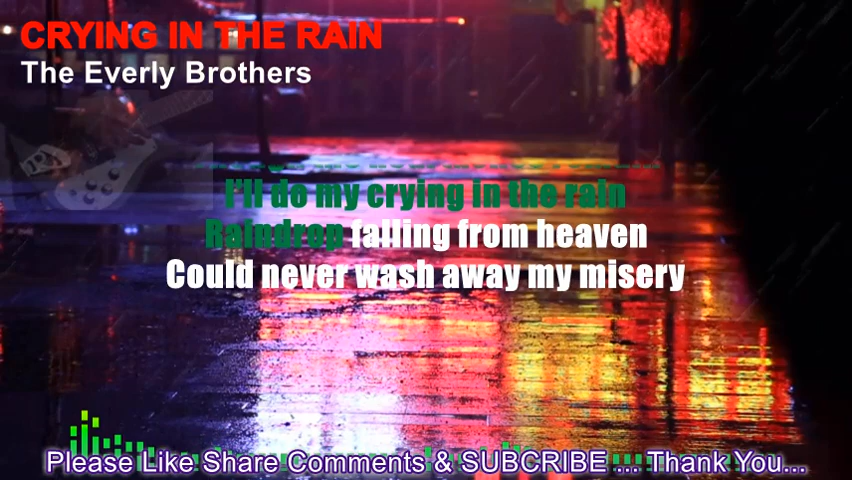 CRYING IN THE RAIN
The Everly Brothers
I'll do my crying in the rain
Raindrop falling from heaven
Could never wash away my misery
Please Like Share Comments & SUBCRIBE ... Thank You...